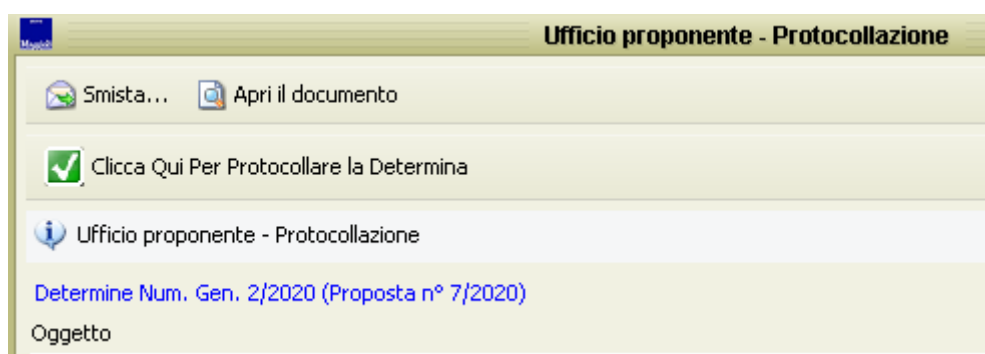 Maggioli
Ufficio proponente - Protocollazione
Smista... Apri il documento
Clicca Qui Per Protocollare la Determina
Ufficio proponente - Protocollazione
Determine Num. Gen. 2/2020 (Proposta n° 7/2020)
Oggetto